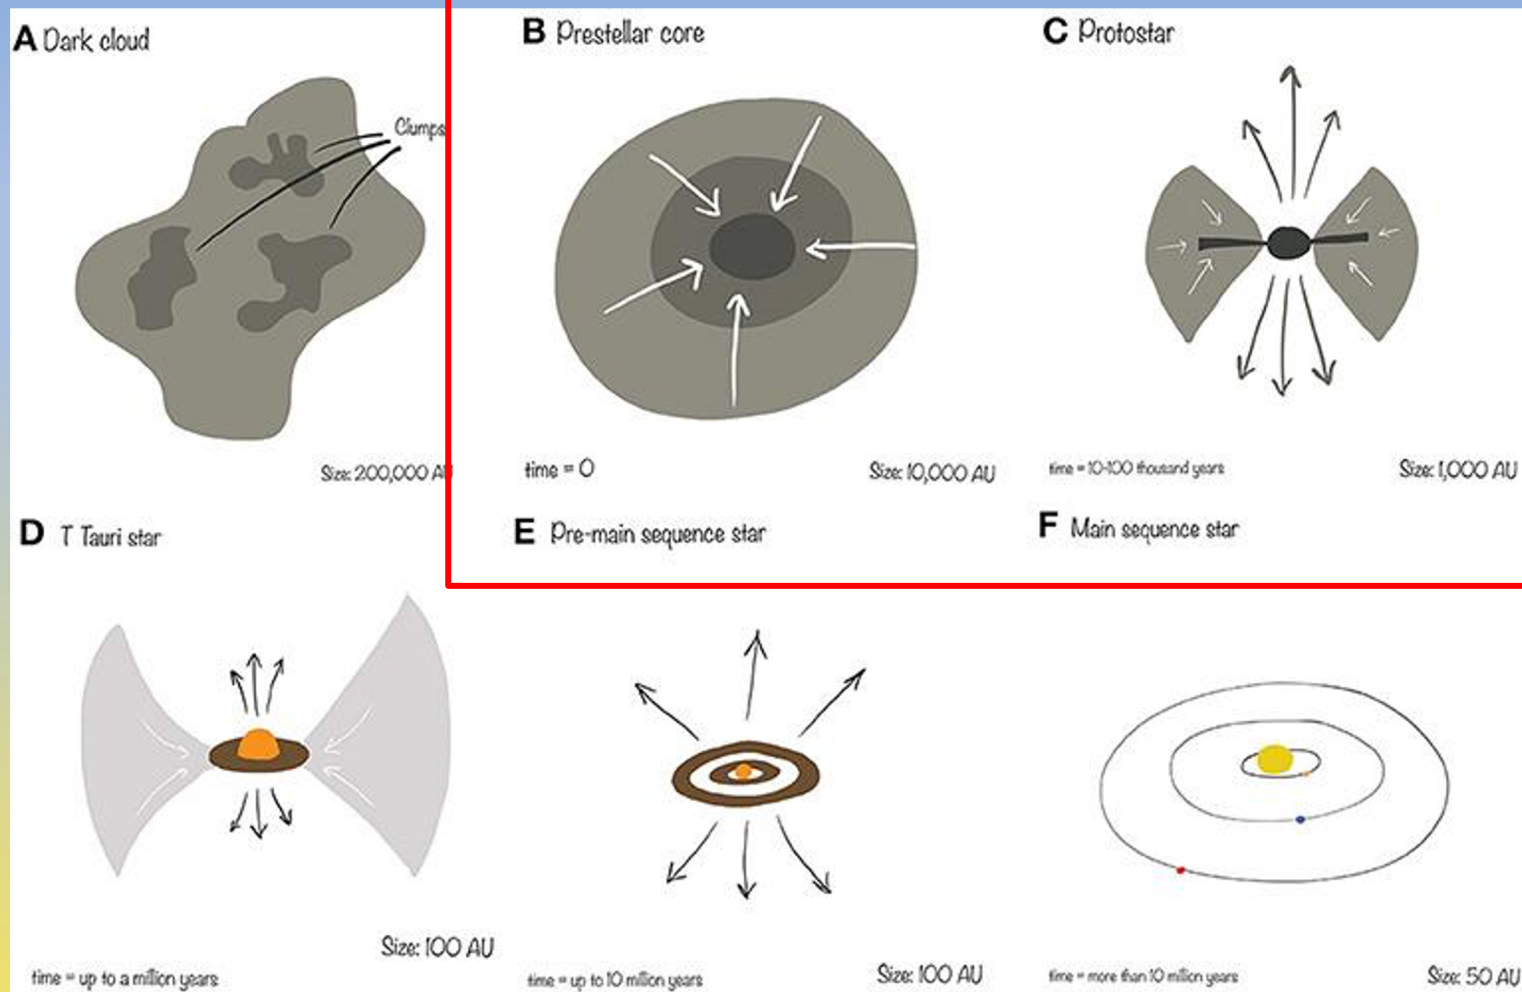 A Dark cloud
Clumps
Size: 200,000 AU
B Prestellar core
time = 0
Size: 10,000 AU
C Protostar
time = 10-100 thousand years
Size: 1,000 AU
D T Tauri star
time = up to a million years
Size: 100 AU
E Pre-main sequence star
time = up to 10 million years
Size: 100 AU
F Main sequence star
time = more than 10 million years
Size: 50 AU